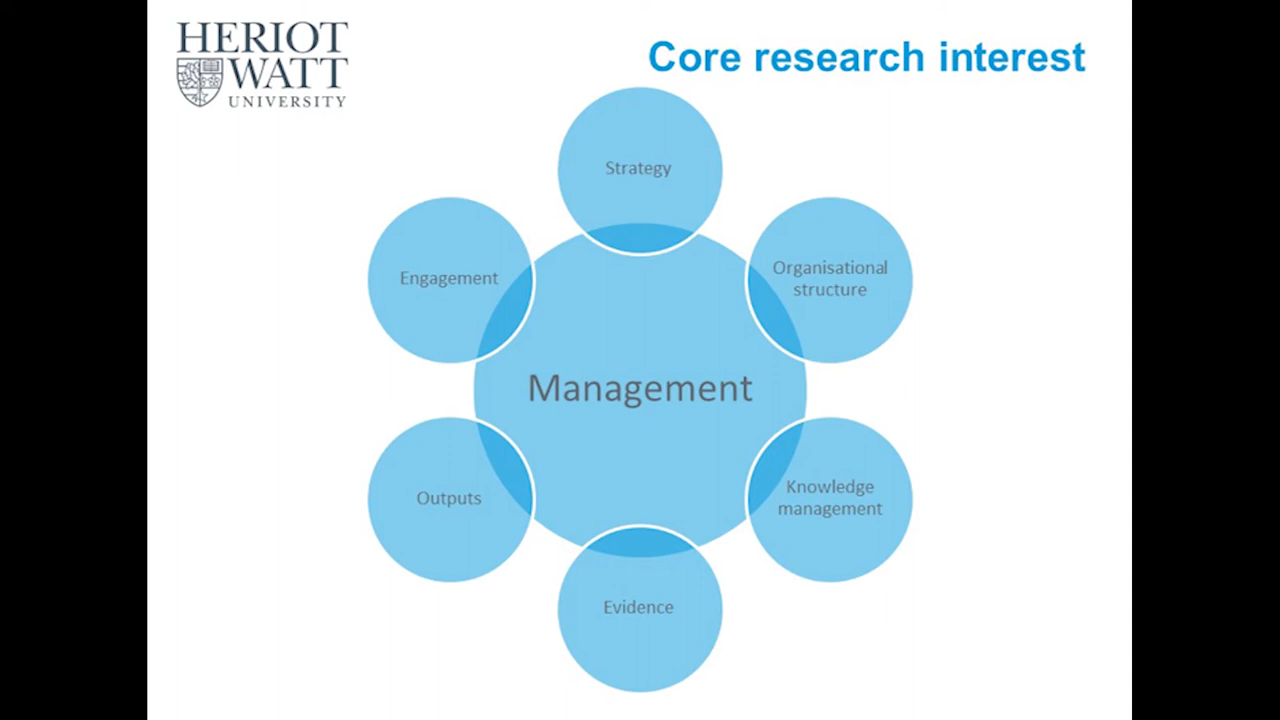 HERIOT
WATT
UNIVERSITY
Core research interest
Strategy
Organisational
structure
Knowledge
management
Evidence
Outputs
Engagement
Management